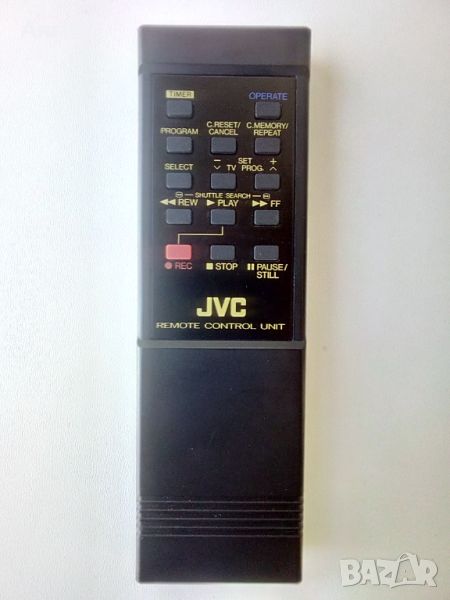 TIMER OPERATE
C.RESET/ C.MEMORY/
PROGRAM CANCEL REPEAT
SELECT − SET +
TV PROG.
SHUTTLE SEARCH
◀◀ REW ▶ PLAY ▶▶ FF
● REC ■ STOP ▮▮ PAUSE/
STILL
JVC
REMOTE CONTROL UNIT
BAZAR